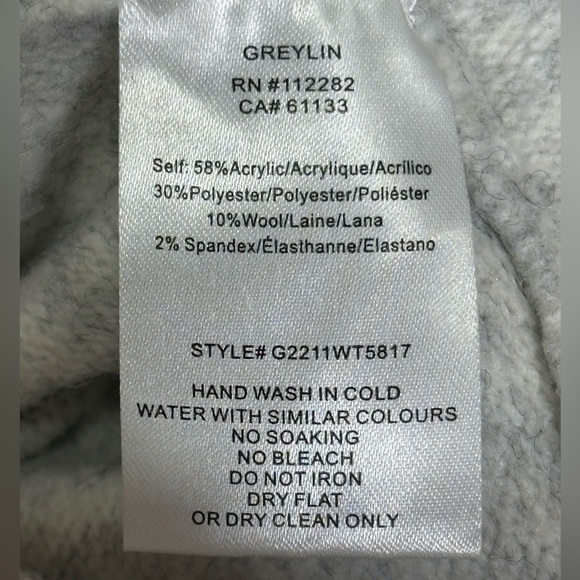 GREYLIN
RN #112282
CA# 61133
Self: 58%Acrylic/Acrylique/Acrílico
30%Polyester/Polyester/Poliéster
10%Wool/Laine/Lana
2% Spandex/Élasthanne/Elastano
STYLE# G2211WT5817
HAND WASH IN COLD
WATER WITH SIMILAR COLOURS
NO SOAKING
NO BLEACH
DO NOT IRON
DRY FLAT
OR DRY CLEAN ONLY